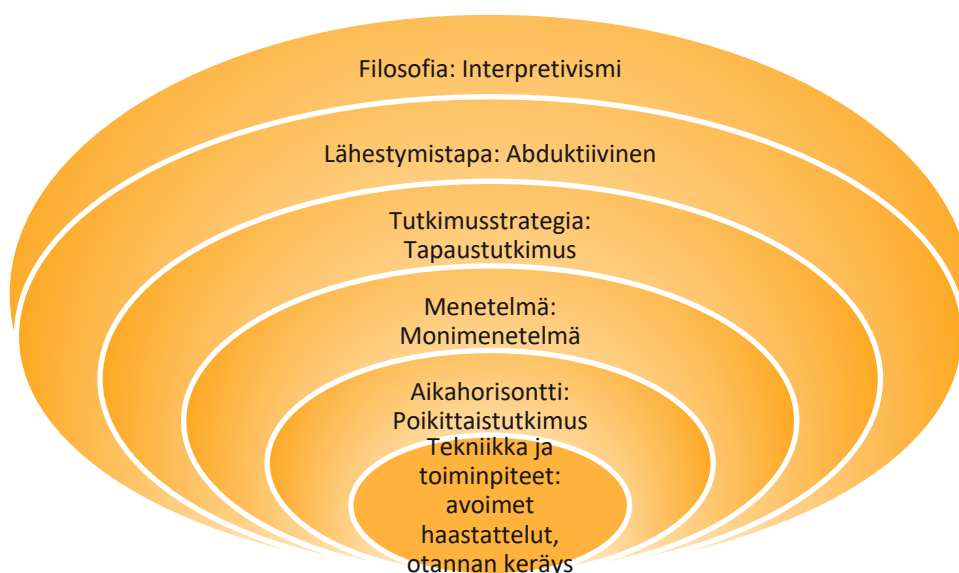 Filosofia: Interpretivismi
Lähestymistapa: Abduktiivinen
Tutkimusstrategia:
Tapaustutkimus
Menetelmä:
Monimenetelmä
Aikahorisontti:
Poikittaistutkimus
Tekniikka ja
toiminpiteet:
avoimet
haastattelut,
otannan keräys